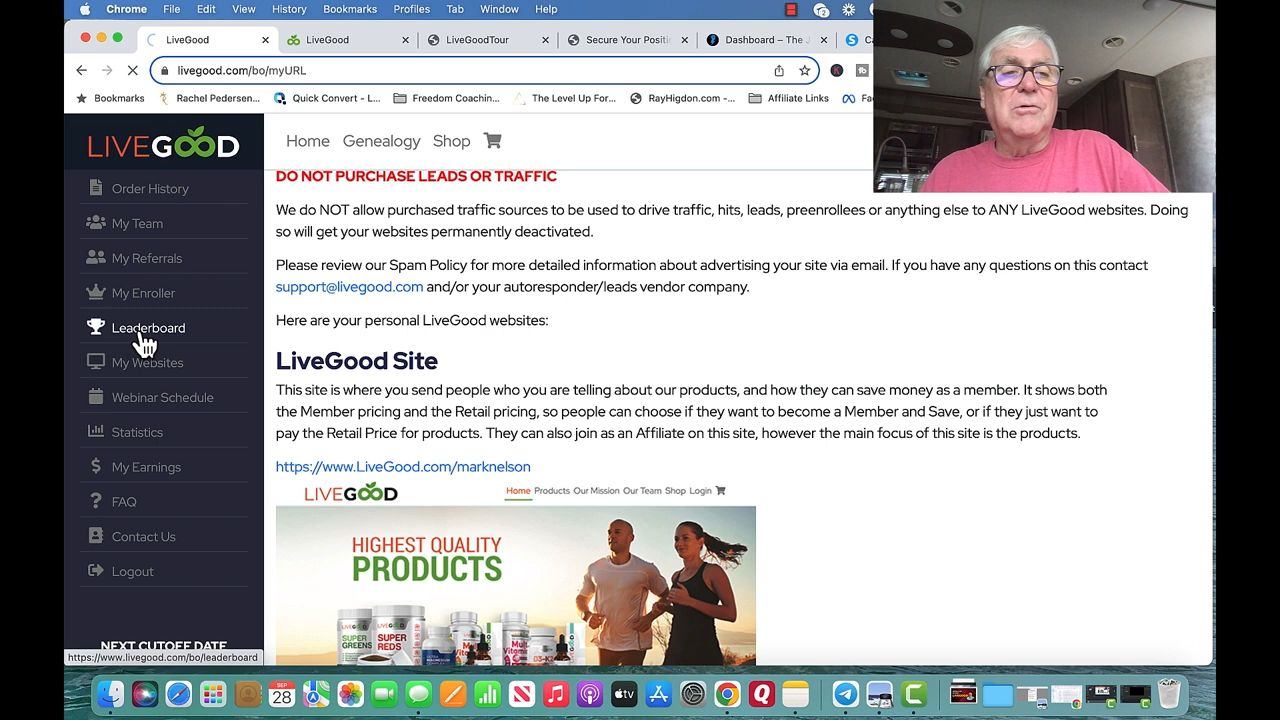 Chrome File Edit View History Bookmarks Profiles Tab Window Help
2
LiveGood
LiveGood
LiveGoodTour
Secure Your Positi
Dashboard – The J
livegood.com/bo/myURL
Bookmarks
Rachel Pedersen...
Quick Convert - L...
Freedom Coachin...
The Level Up For...
RayHigdon.com -...
Affiliate Links
LIVEGOOD
Home Genealogy Shop
Order History
My Team
My Referrals
My Enroller
Leaderboard
My Websites
Webinar Schedule
Statistics
My Earnings
FAQ
Contact Us
Logout
NEXT CUTOFF DATE
https://www.livegood.com/bo/leaderboard
DO NOT PURCHASE LEADS OR TRAFFIC
We do NOT allow purchased traffic sources to be used to drive traffic, hits, leads, preenrollees or anything else to ANY LiveGood websites. Doing
so will get your websites permanently deactivated.
Please review our Spam Policy for more detailed information about advertising your site via email. If you have any questions on this contact
support@livegood.com and/or your autoresponder/leads vendor company.
Here are your personal LiveGood websites:
LiveGood Site
This site is where you send people who you are telling about our products, and how they can save money as a member. It shows both
the Member pricing and the Retail pricing, so people can choose if they want to become a Member and Save, or if they just want to
pay the Retail Price for products. They can also join as an Affiliate on this site, however the main focus of this site is the products.
https://www.LiveGood.com/marknelson
LIVEGOOD
Home Products Our Mission Our Team Shop Login
HIGHEST QUALITY
PRODUCTS
SUPER
GREENS
SUPER
REDS
SEP
28
tv